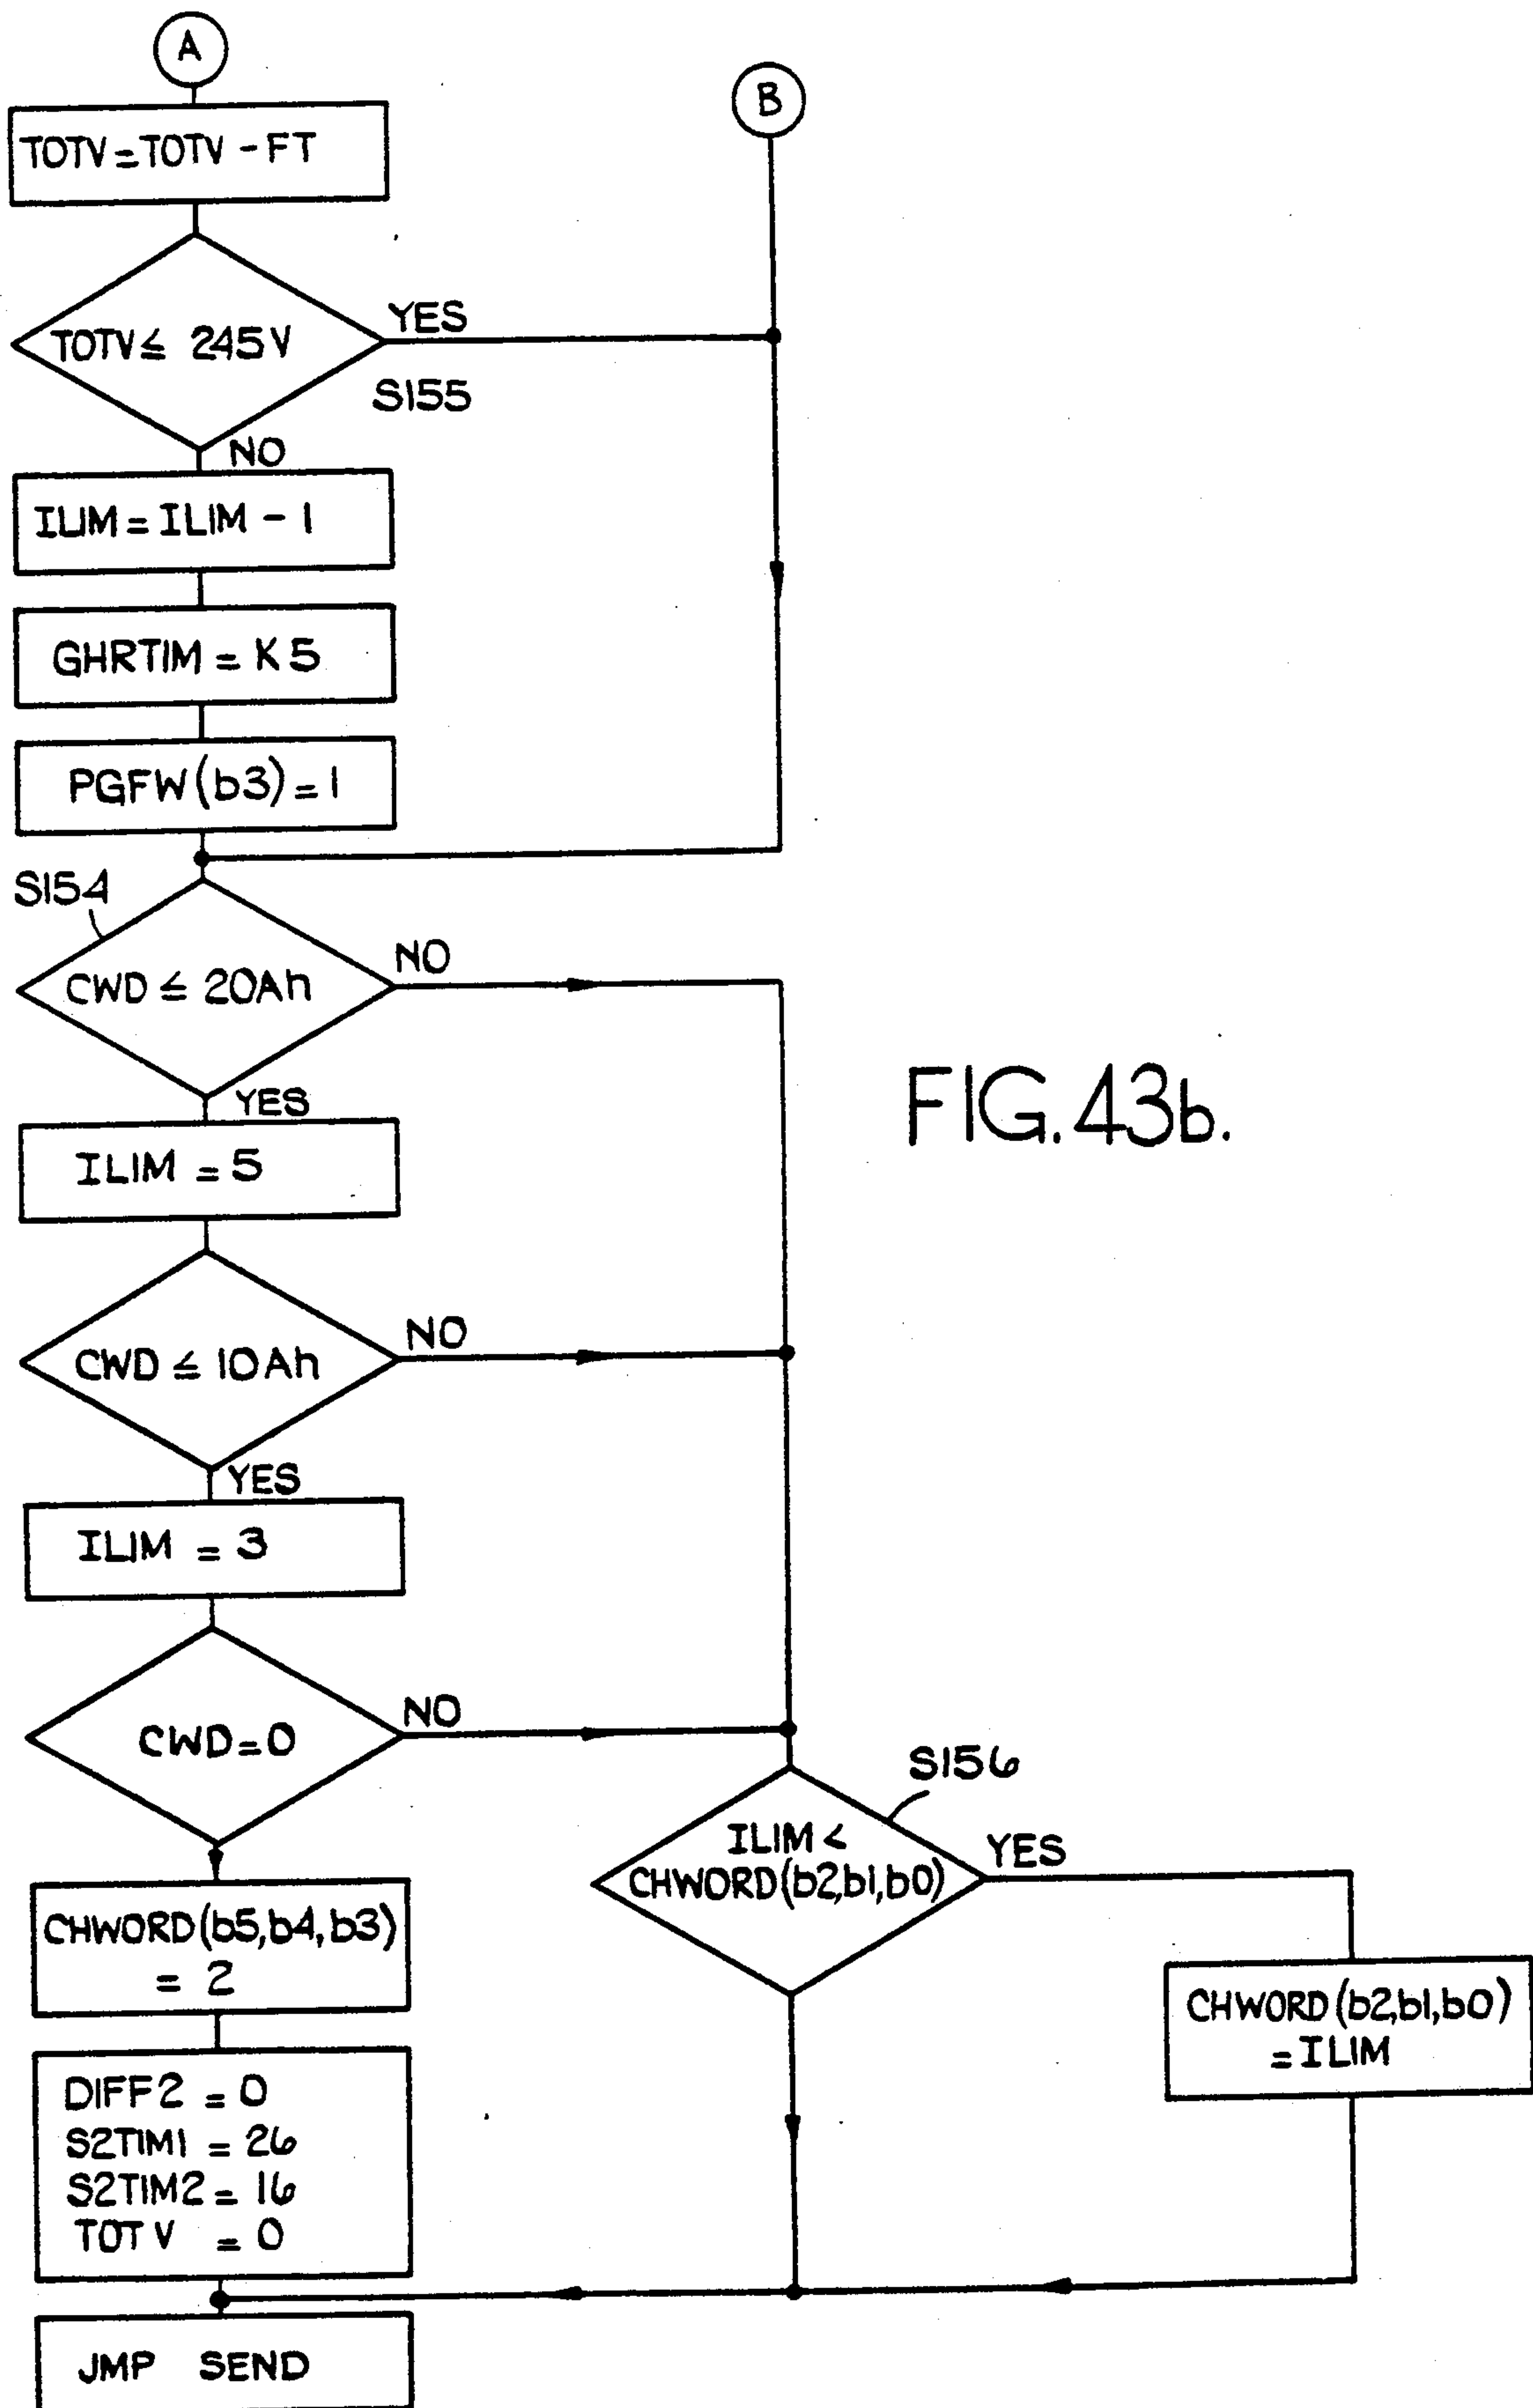 A
B
TOTV=TOTV-FT
TOTV≤ 245V
YES
S155
NO
ILIM=ILIM-1
GHRTIM=K5
PGFW(b3)=1
S154
CWD ≤ 20Ah
NO
YES
ILIM =5
FIG.43b.
CWD ≤ 10Ah
NO
YES
ILIM =3
CWD=0
NO
S156
ILIM <
CHWORD(b2,b1,b0)
YES
CHWORD(b5,b4,b3)
= 2
CHWORD(b2,b1,b0)
=ILIM
DIFF2 =0
S2TIM1 =26
S2TIM2=16
TOTV =0
JMP SEND